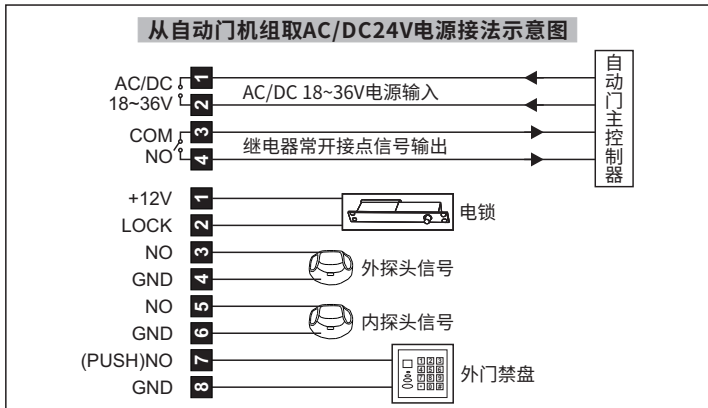 从自动门机组取AC/DC24V电源接法示意图
AC/DC
18~36V
1
2
AC/DC 18~36V电源输入
COM
NO
3
4
继电器常开接点信号输出
自动门主控制器
+12V
1
LOCK
2
电锁
NO
3
GND
4
外探头信号
NO
5
GND
6
内探头信号
(PUSH)NO
7
GND
8
外门禁盘